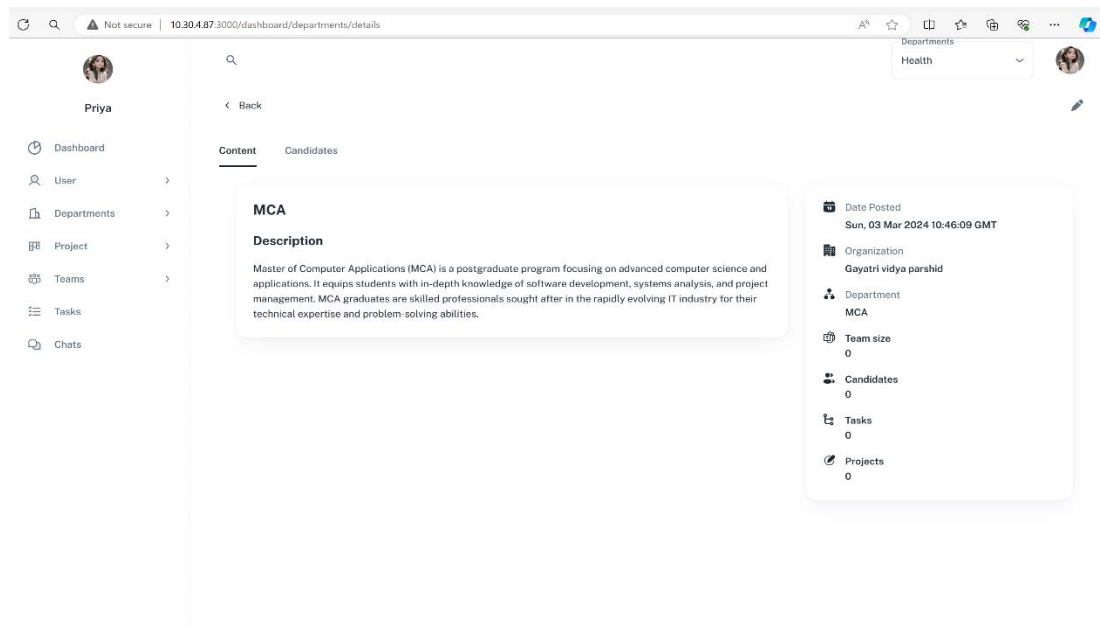 Not secure
10.30.4.87:3000/dashboard/departments/details
Priya
Dashboard
User
Departments
Project
Teams
Tasks
Chats
Departments
Health
Back
Content
Candidates
MCA
Description
Master of Computer Applications (MCA) is a postgraduate program focusing on advanced computer science and
applications. It equips students with in-depth knowledge of software development, systems analysis, and project
management. MCA graduates are skilled professionals sought after in the rapidly evolving IT industry for their
technical expertise and problem-solving abilities.
Date Posted
Sun, 03 Mar 2024 10:46:09 GMT
Organization
Gayatri vidya parshid
Department
MCA
Team size
0
Candidates
0
Tasks
0
Projects
0